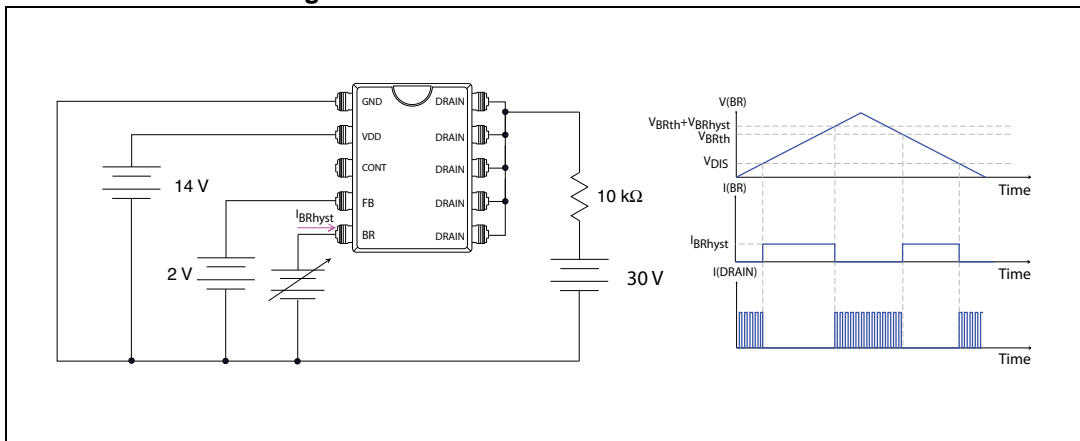 g
GND DRAIN
VDD DRAIN
CONT DRAIN
FB DRAIN
BR DRAIN
14 V
2 V
IBRhyst
10 kΩ
30 V
V(BR)
VBRth+VBRhyst
VBRth
VDIS
Time
I(BR)
IBRhyst
Time
I(DRAIN)
Time